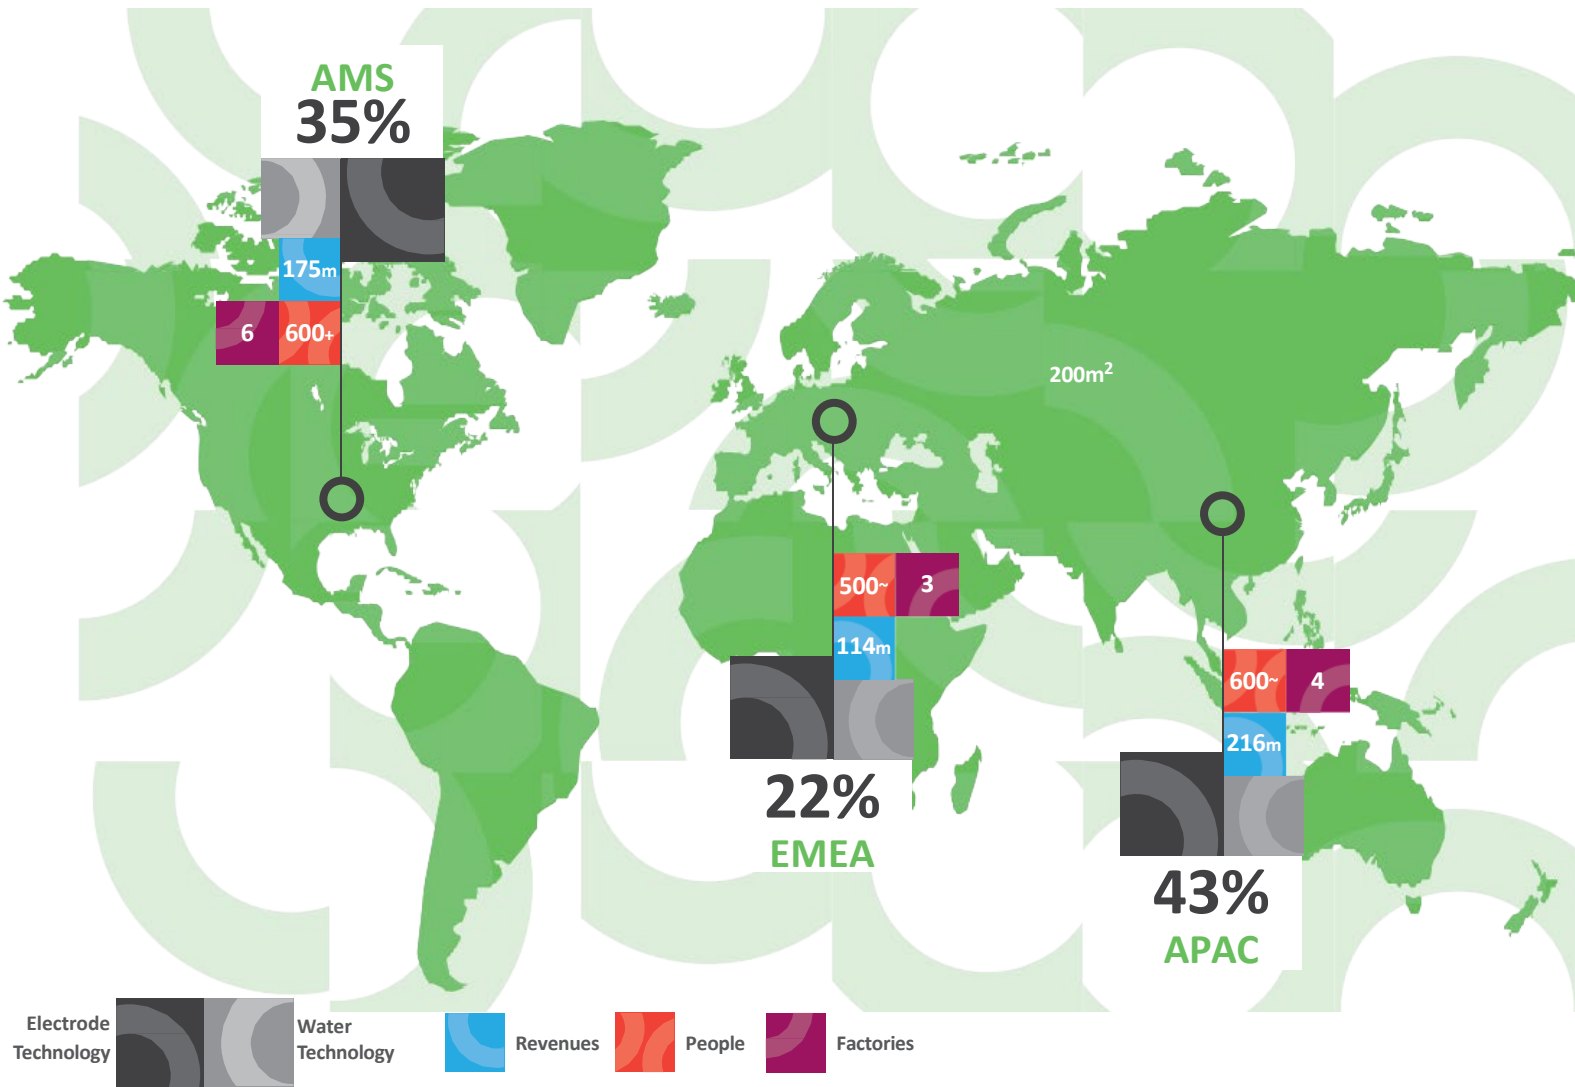 AMS
35%
175m
6
600+
200m²
500~
3
114m
22%
EMEA
600~
4
216m
43%
APAC
Electrode
Technology
Water
Technology
Revenues
People
Factories